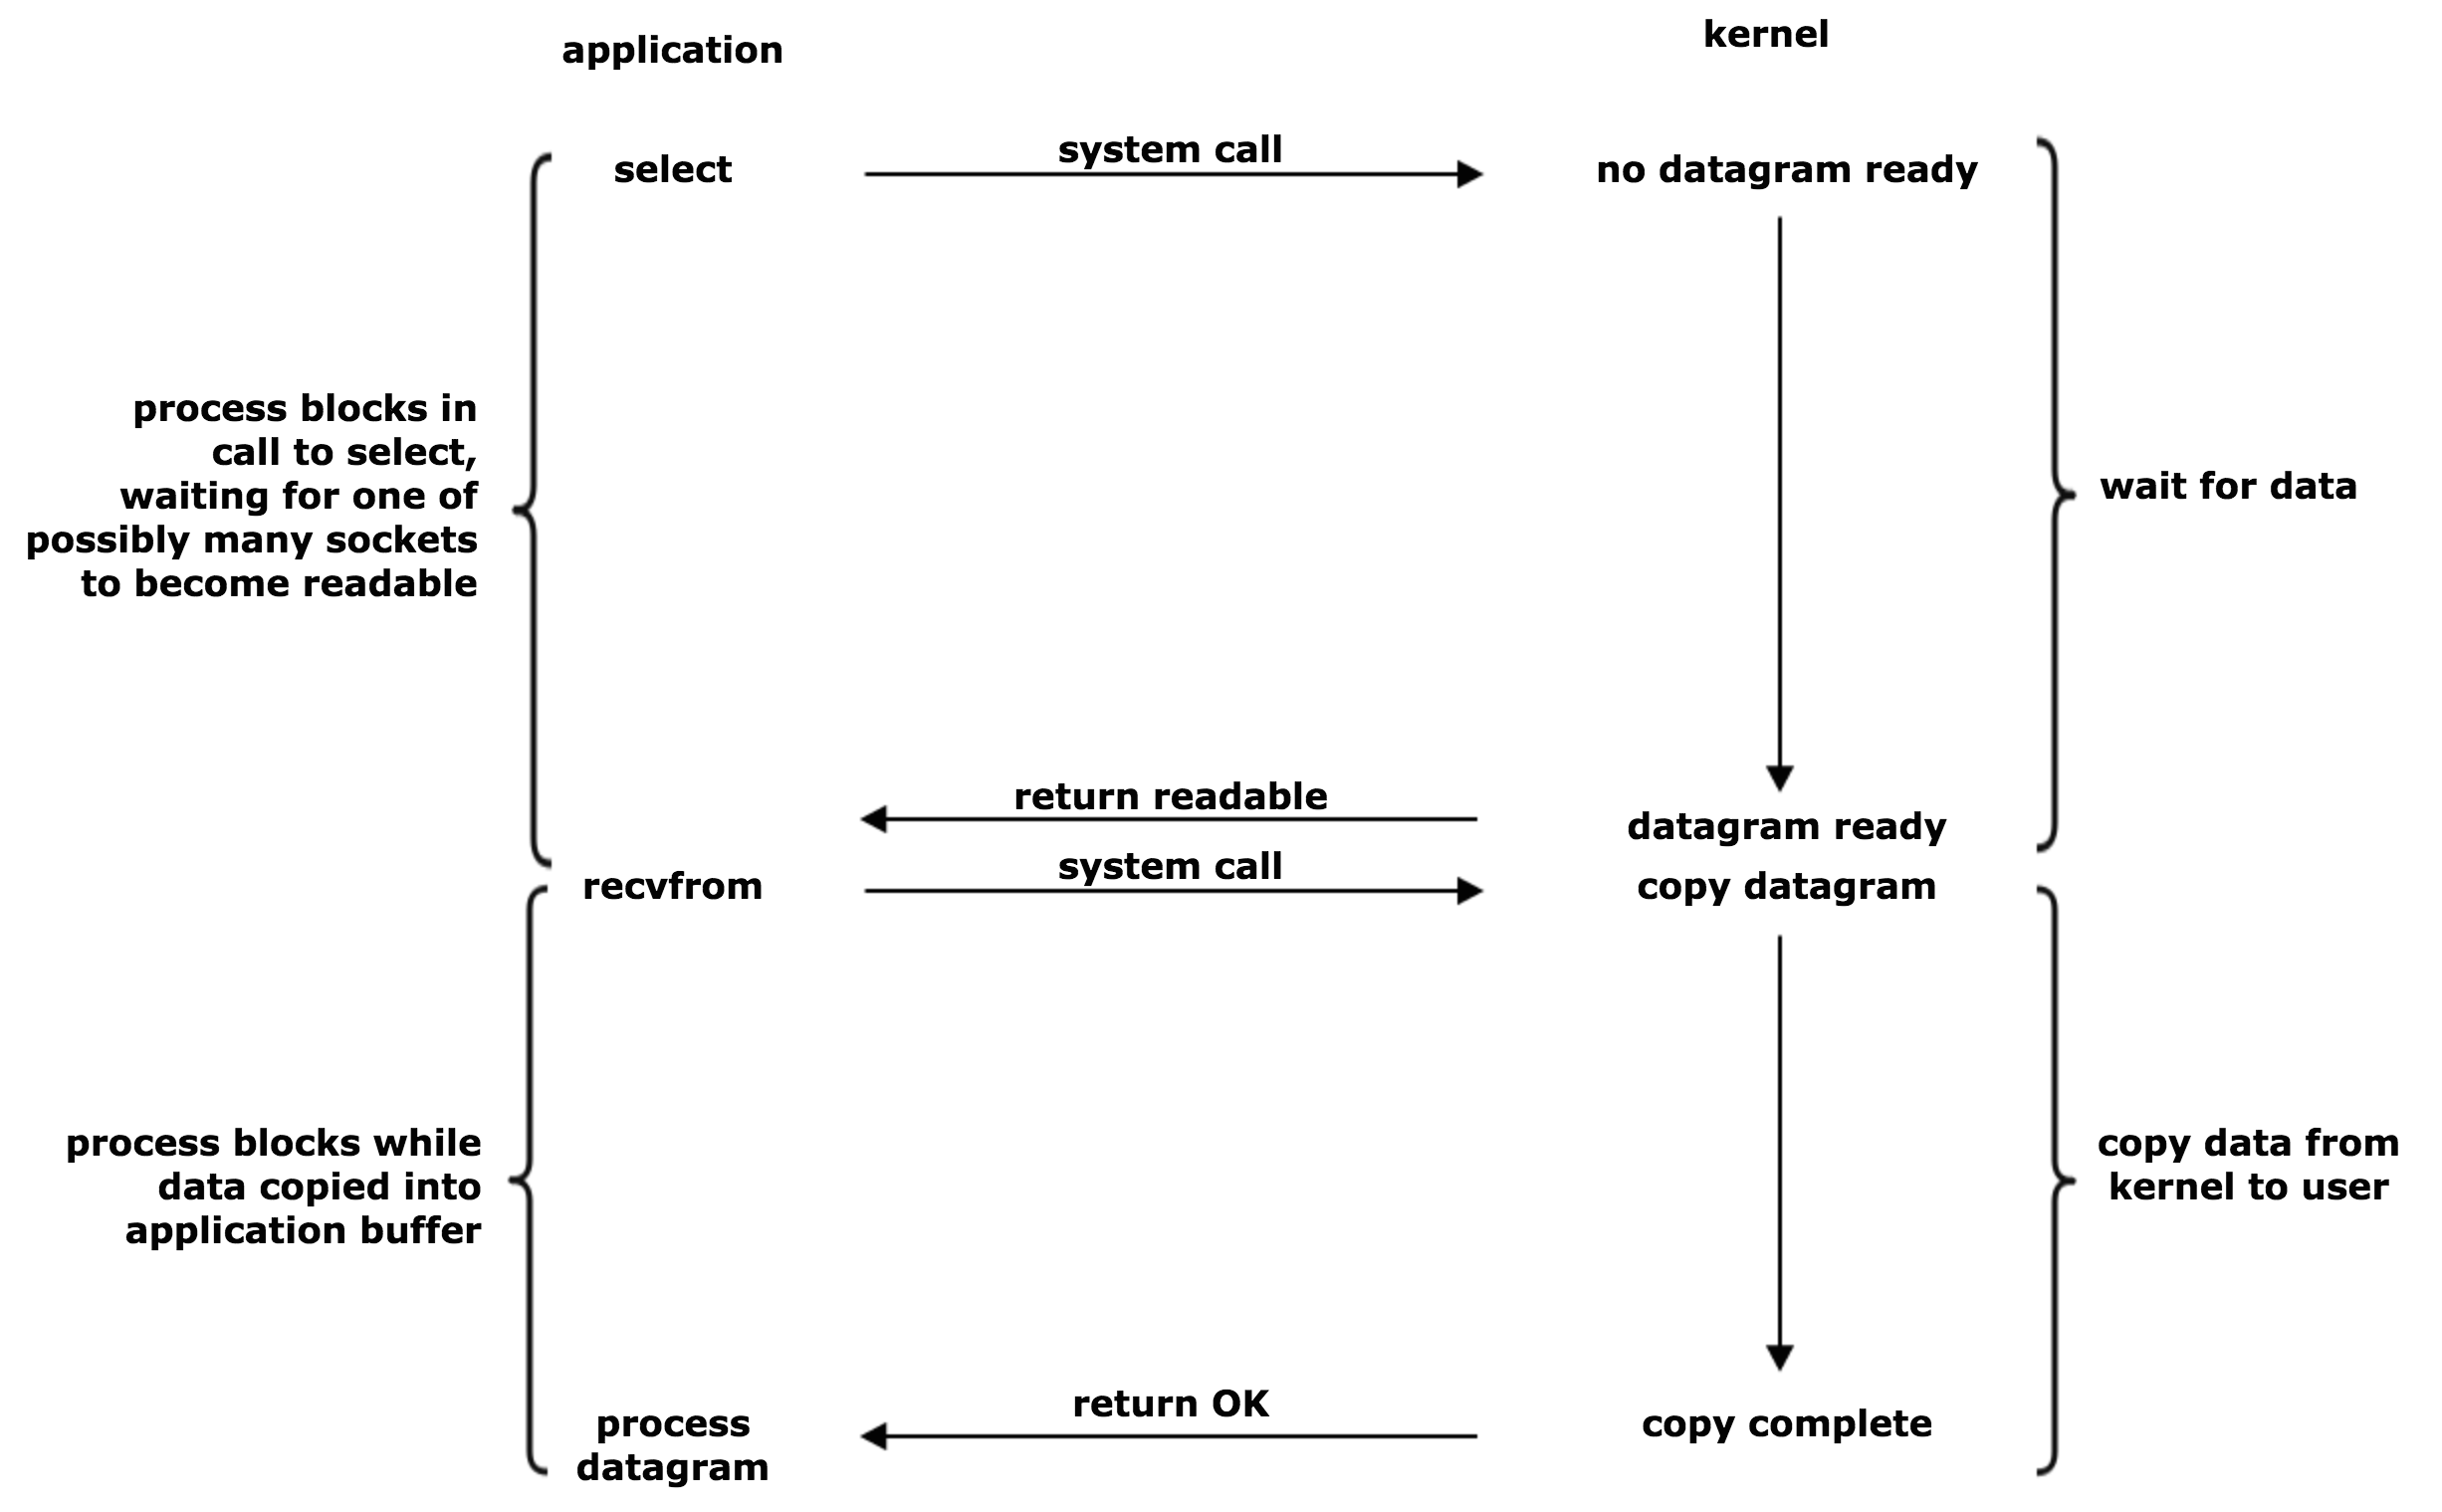 application
kernel
select
system call
no datagram ready
process blocks in
call to select,
waiting for one of
possibly many sockets
to become readable
wait for data
return readable
datagram ready
recvfrom
system call
copy datagram
process blocks while
data copied into
application buffer
copy data from
kernel to user
process
datagram
return OK
copy complete